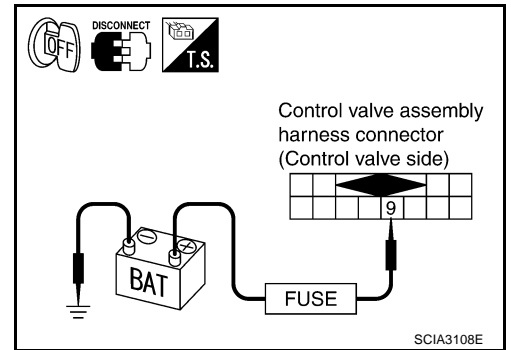 DISCONNECT
OFF
T.S.
Control valve assembly
harness connector
(Control valve side)
9
BAT
FUSE
SCIA3108E